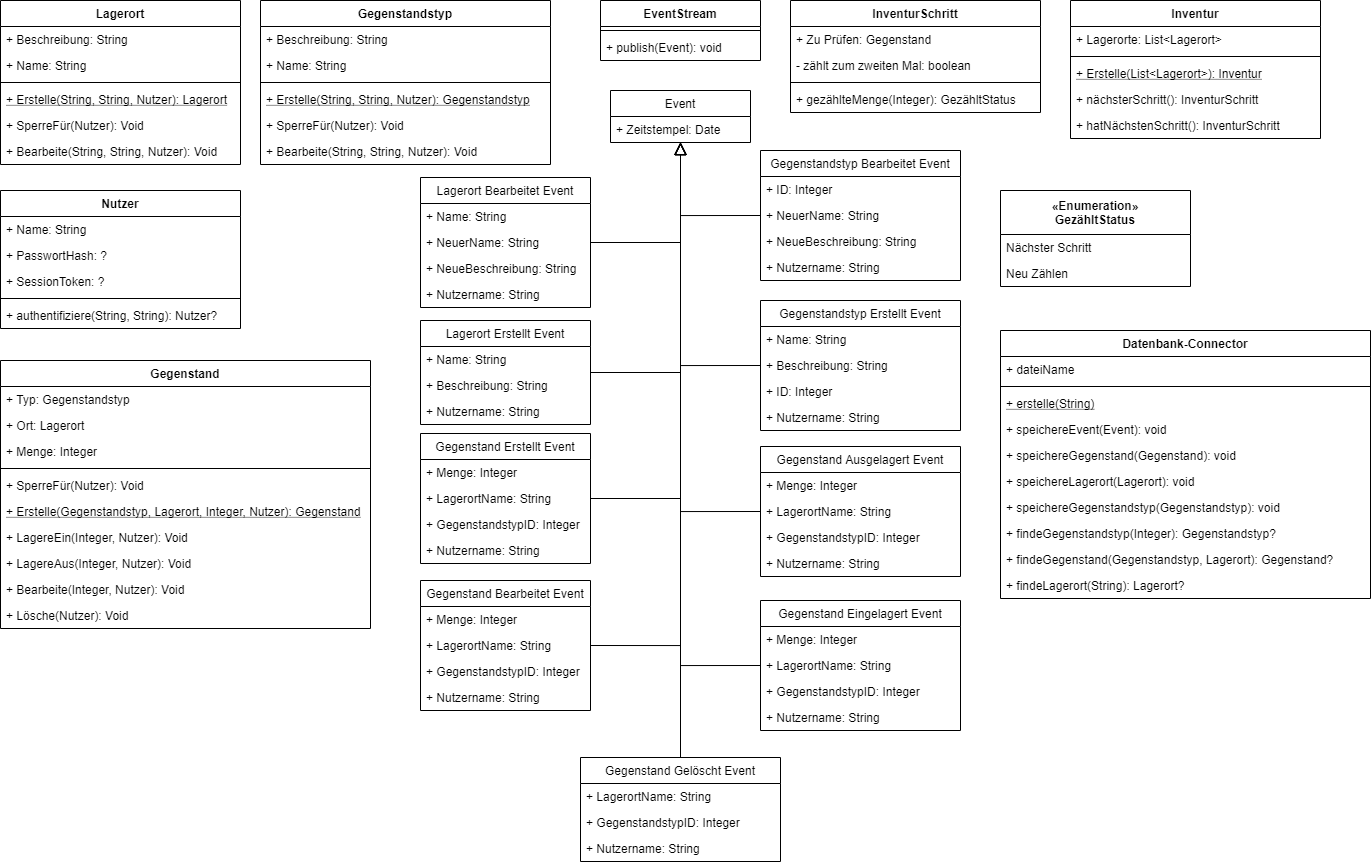 Lagerort
+ Beschreibung: String
+ Name: String
+ Erstelle(String, String, Nutzer): Lagerort
+ SperreFür(Nutzer): Void
+ Bearbeite(String, String, Nutzer): Void
Gegenstandstyp
+ Beschreibung: String
+ Name: String
+ Erstelle(String, String, Nutzer): Gegenstandstyp
+ SperreFür(Nutzer): Void
+ Bearbeite(String, String, Nutzer): Void
EventStream
+ publish(Event): void
InventurSchritt
+ Zu Prüfen: Gegenstand
- zählt zum zweiten Mal: boolean
+ gezählteMenge(Integer): GezähltStatus
Inventur
+ Lagerorte: List<Lagerort>
+ Erstelle(List<Lagerort>): Inventur
+ nächsterSchritt(): InventurSchritt
+ hatNächstenSchritt(): InventurSchritt
Event
+ Zeitstempel: Date
Nutzer
+ Name: String
+ PasswortHash: ?
+ SessionToken: ?
+ authentifiziere(String, String): Nutzer?
Lagerort Bearbeitet Event
+ Name: String
+ NeuerName: String
+ NeueBeschreibung: String
+ Nutzername: String
Gegenstandstyp Bearbeitet Event
+ ID: Integer
+ NeuerName: String
+ NeueBeschreibung: String
+ Nutzername: String
«Enumeration»
GezähltStatus
Nächster Schritt
Neu Zählen
Gegenstand
+ Typ: Gegenstandstyp
+ Ort: Lagerort
+ Menge: Integer
+ SperreFür(Nutzer): Void
+ Erstelle(Gegenstandstyp, Lagerort, Integer, Nutzer): Gegenstand
+ LagereEin(Integer, Nutzer): Void
+ LagereAus(Integer, Nutzer): Void
+ Bearbeite(Integer, Nutzer): Void
+ Lösche(Nutzer): Void
Lagerort Erstellt Event
+ Name: String
+ Beschreibung: String
+ Nutzername: String
Gegenstandstyp Erstellt Event
+ Name: String
+ Beschreibung: String
+ ID: Integer
+ Nutzername: String
Datenbank-Connector
+ dateiName
+ erstelle(String)
+ speichereEvent(Event): void
+ speichereGegenstand(Gegenstand): void
+ speichereLagerort(Lagerort): void
+ speichereGegenstandstyp(Gegenstandstyp): void
+ findeGegenstandtyp(Integer): Gegenstandstyp?
+ findeGegenstand(Gegenstandstyp, Lagerort): Gegenstand?
+ findeLagerort(String): Lagerort?
Gegenstand Erstellt Event
+ Menge: Integer
+ LagerortName: String
+ GegenstandstypID: Integer
+ Nutzername: String
Gegenstand Ausgelagert Event
+ Menge: Integer
+ LagerortName: String
+ GegenstandstypID: Integer
+ Nutzername: String
Gegenstand Bearbeitet Event
+ Menge: Integer
+ LagerortName: String
+ GegenstandstypID: Integer
+ Nutzername: String
Gegenstand Eingelagert Event
+ Menge: Integer
+ LagerortName: String
+ GegenstandstypID: Integer
+ Nutzername: String
Gegenstand Gelöscht Event
+ LagerortName: String
+ GegenstandstypID: Integer
+ Nutzername: String